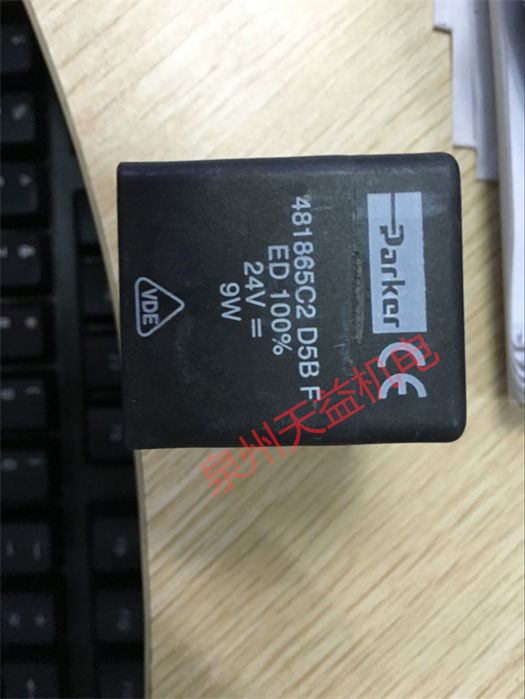 Parker
CE
481865C2 D5B F
ED 100%
24V =
9W
VDE
泉州天益机电